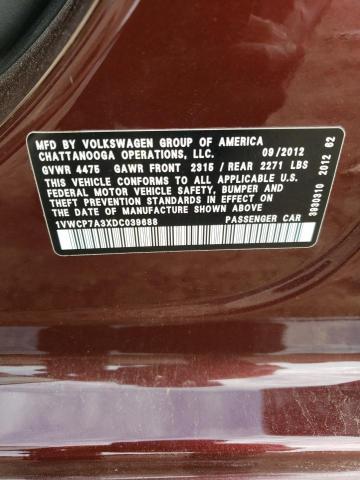 MFD BY VOLKSWAGEN GROUP OF AMERICA
CHATTANOOGA OPERATIONS, LLC. 09/2012
GVWR 4475 GAWR FRONT 2315 / REAR 2271 LBS
THIS VEHICLE CONFORMS TO ALL APPLICABLE U.S.
FEDERAL MOTOR VEHICLE SAFETY, BUMPER AND
THEFT PREVENTION STANDARDS IN EFFECT ON THE
DATE OF MANUFACTURE SHOWN ABOVE.
1VWCP7A3XDC039688 PASSENGER CAR
3930310 2012 62